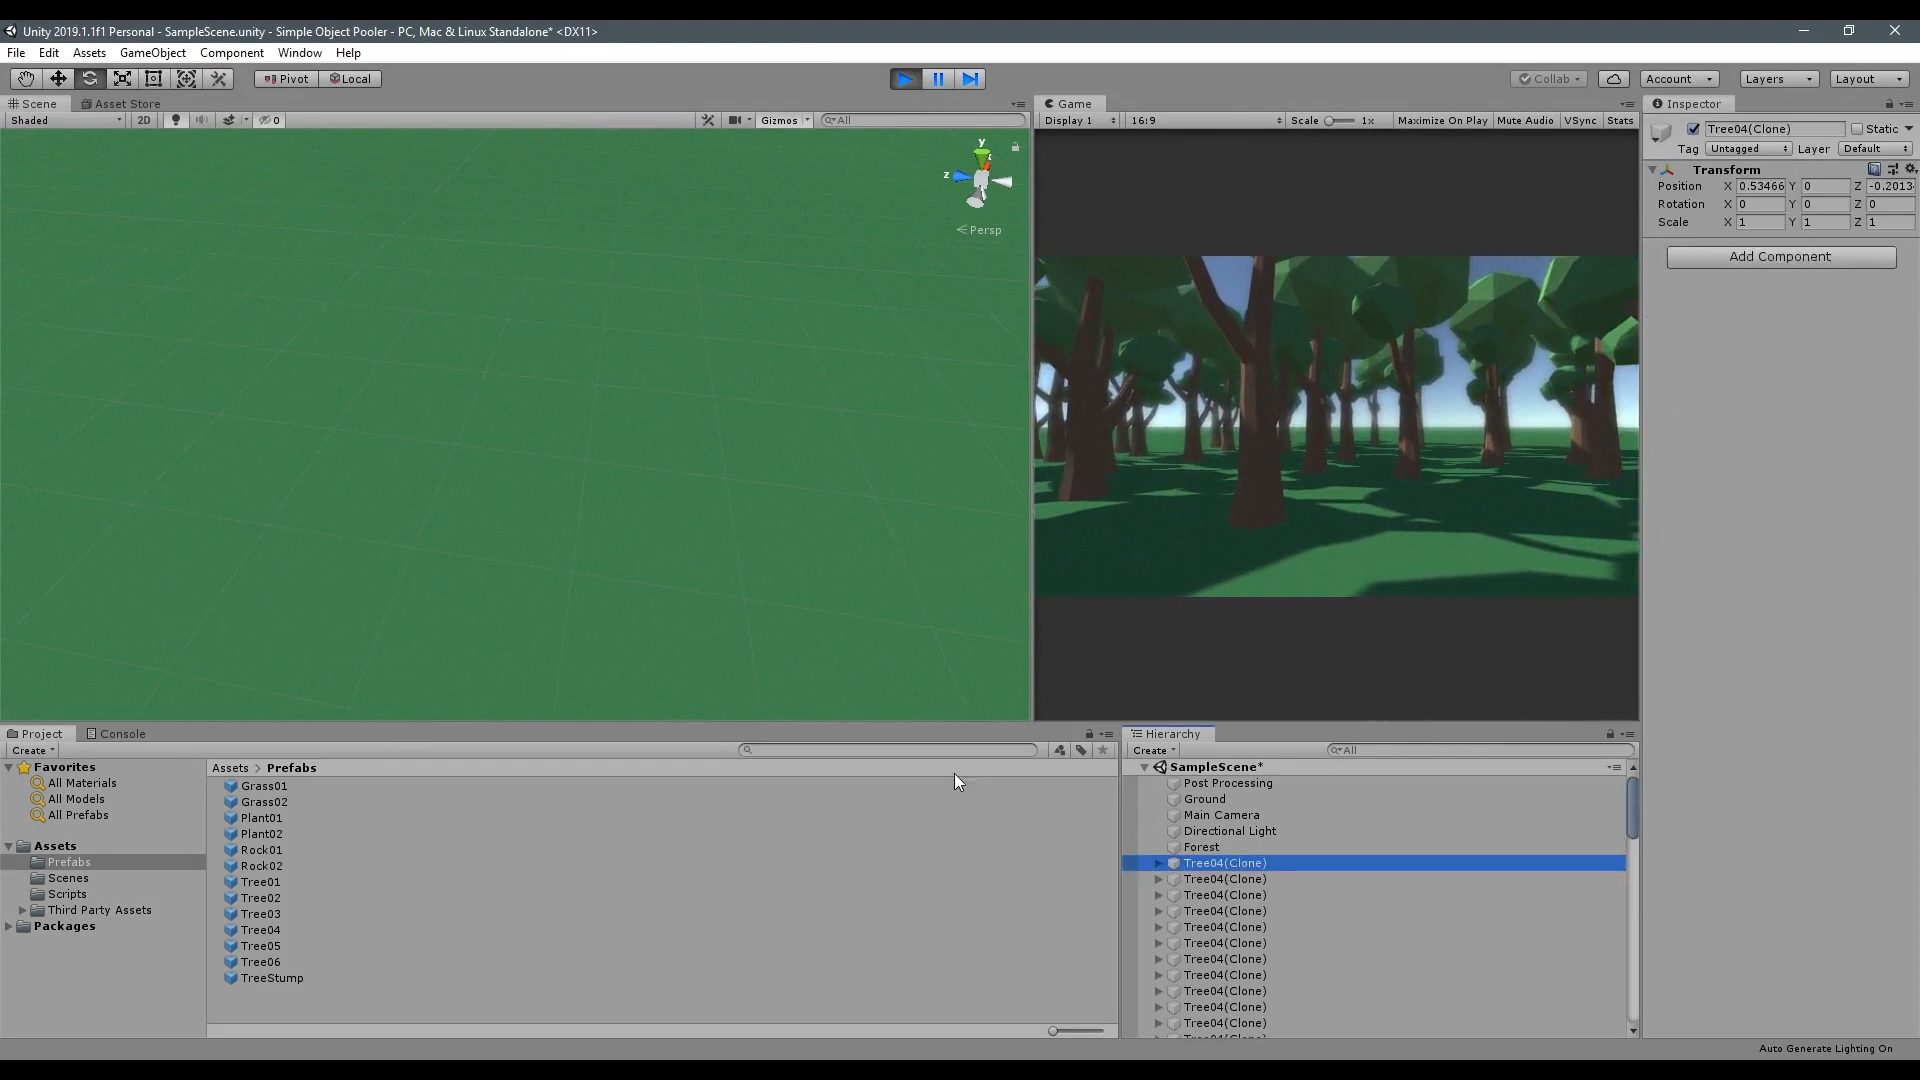 Unity 2019.1.1f1 Personal - SampleScene.unity - Simple Object Pooler - PC, Mac & Linux Standalone* <DX11>
File Edit Assets GameObject Component Window Help
Pivot Local Collab Account Layers Layout
Scene Asset Store
Shaded 2D 0 Gizmos All
y
z
Persp
Game
Display 1 16:9 Scale 1x Maximize On Play Mute Audio VSync Stats
Inspector
Tree04(Clone) Static
Tag Untagged Layer Default
Transform
Position X 0.53466 Y 0 Z -0.2013
Rotation X 0 Y 0 Z 0
Scale X 1 Y 1 Z 1
Add Component
Project Console
Create
Favorites
All Materials
All Models
All Prefabs
Assets
Prefabs
Scenes
Scripts
Third Party Assets
Packages
Assets > Prefabs
Grass01
Grass02
Plant01
Plant02
Rock01
Rock02
Tree01
Tree02
Tree03
Tree04
Tree05
Tree06
TreeStump
Hierarchy
Create All
SampleScene*
Post Processing
Ground
Main Camera
Directional Light
Forest
Tree04(Clone)
Tree04(Clone)
Tree04(Clone)
Tree04(Clone)
Tree04(Clone)
Tree04(Clone)
Tree04(Clone)
Tree04(Clone)
Tree04(Clone)
Tree04(Clone)
Tree04(Clone)
Auto Generate Lighting On